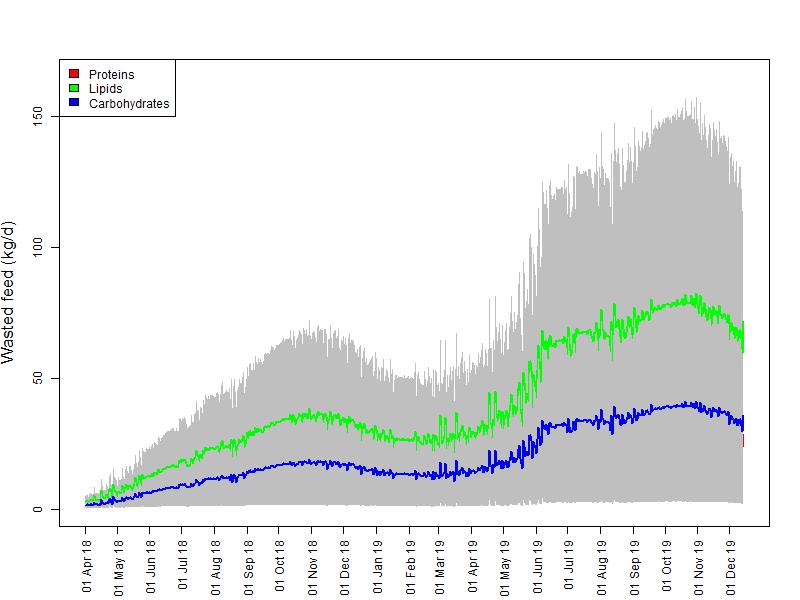 Proteins
Lipids
Carbohydrates
Wasted feed (kg/d)
150
100
50
0
01 Apr 18
01 May 18
01 Jun 18
01 Jul 18
01 Aug 18
01 Sep 18
01 Oct 18
01 Nov 18
01 Dec 18
01 Jan 19
01 Feb 19
01 Mar 19
01 Apr 19
01 May 19
01 Jun 19
01 Jul 19
01 Aug 19
01 Sep 19
01 Oct 19
01 Nov 19
01 Dec 19